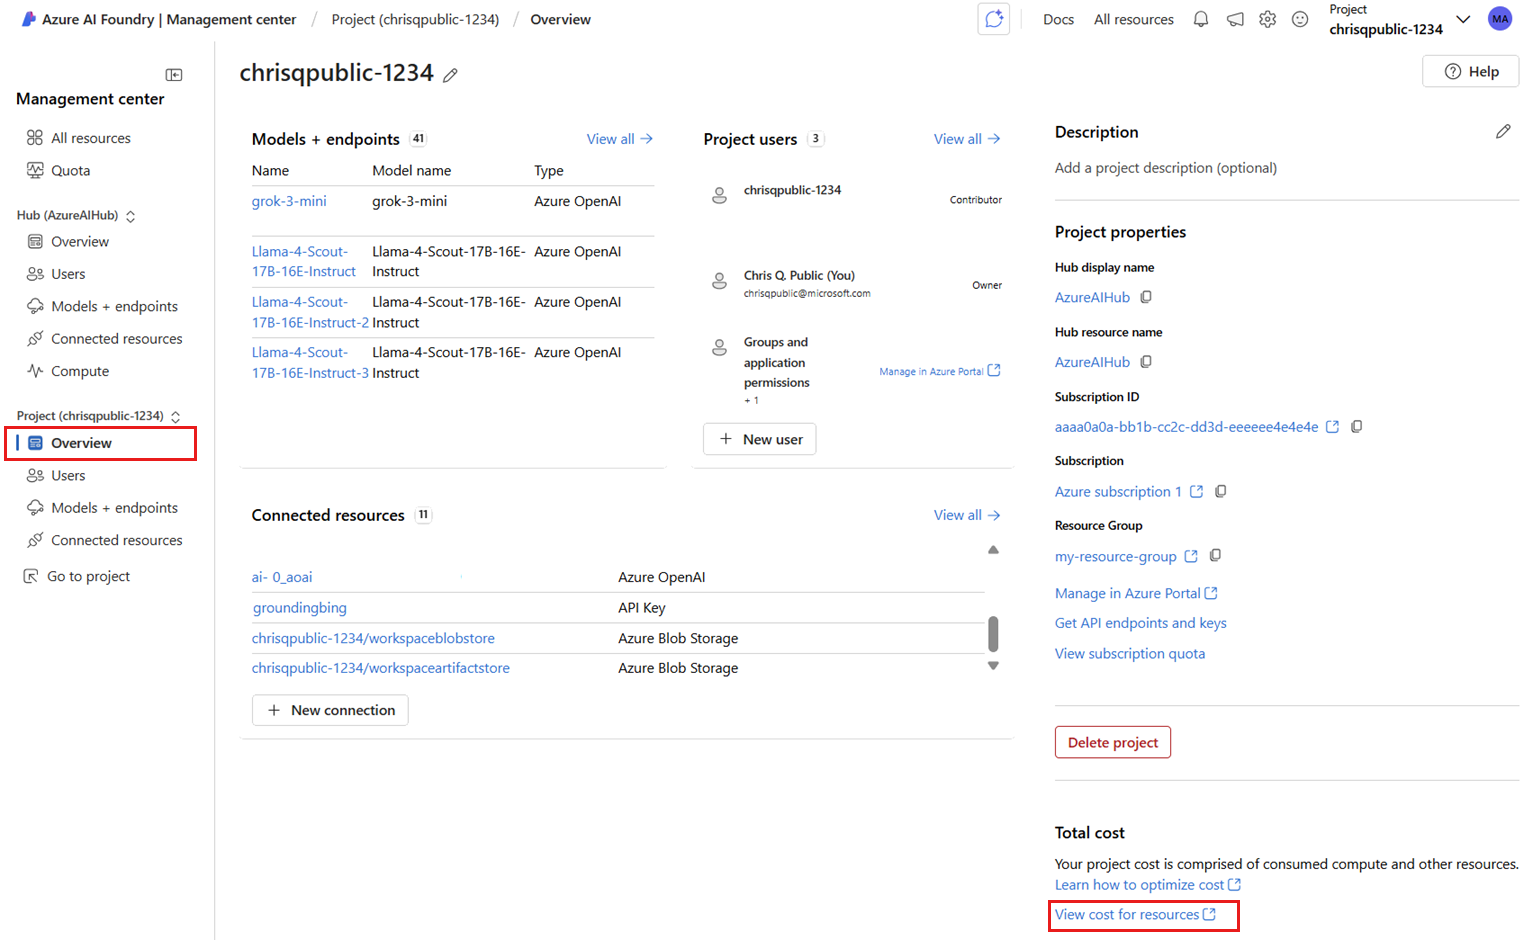 Azure AI Foundry | Management center / Project (chrisqpublic-1234) / Overview
Docs All resources
Project
chrisqpublic-1234
MA
Management center
All resources
Quota
Hub (AzureAIHub)
Overview
Users
Models + endpoints
Connected resources
Compute
Project (chrisqpublic-1234)
Overview
Users
Models + endpoints
Connected resources
Go to project
chrisqpublic-1234
Help
Models + endpoints 41 View all
Name Model name Type
grok-3-mini grok-3-mini Azure OpenAI
Llama-4-Scout- Llama-4-Scout-17B-16E- Azure OpenAI
17B-16E-Instruct Instruct
Llama-4-Scout- Llama-4-Scout-17B-16E- Azure OpenAI
17B-16E-Instruct-2 Instruct
Llama-4-Scout- Llama-4-Scout-17B-16E- Azure OpenAI
17B-16E-Instruct-3 Instruct
Project users 3 View all
chrisqpublic-1234
Contributor
Chris Q. Public (You)
chrisqpublic@microsoft.com
Owner
Groups and
application
permissions
+ 1
Manage in Azure Portal
+ New user
Connected resources 11 View all
ai- 0_aoai Azure OpenAI
groundingbing API Key
chrisqpublic-1234/workspaceblobstore Azure Blob Storage
chrisqpublic-1234/workspaceartifactstore Azure Blob Storage
+ New connection
Description
Add a project description (optional)
Project properties
Hub display name
AzureAIHub
Hub resource name
AzureAIHub
Subscription ID
aaaa0a0a-bb1b-cc2c-dd3d-eeeeee4e4e4e
Subscription
Azure subscription 1
Resource Group
my-resource-group
Manage in Azure Portal
Get API endpoints and keys
View subscription quota
Delete project
Total cost
Your project cost is comprised of consumed compute and other resources.
Learn how to optimize cost
View cost for resources